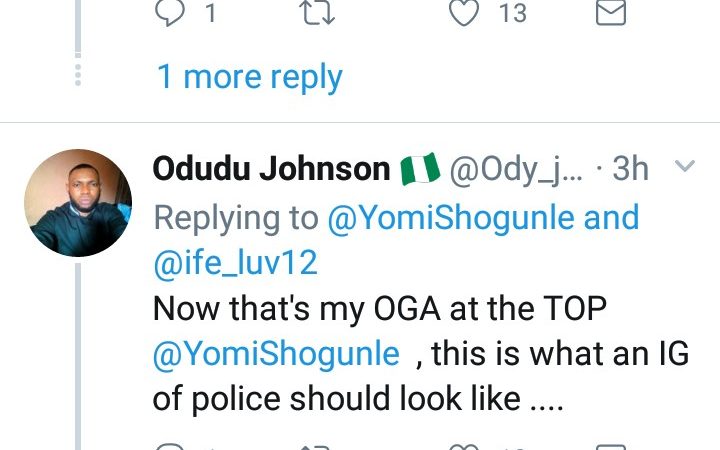 1 13
1 more reply
Odudu Johnson 🇳🇬 @Ody_j... · 3h
Replying to @YomiShogunle and
@ife_luv12
Now that's my OGA at the TOP
@YomiShogunle , this is what an IG
of police should look like ....